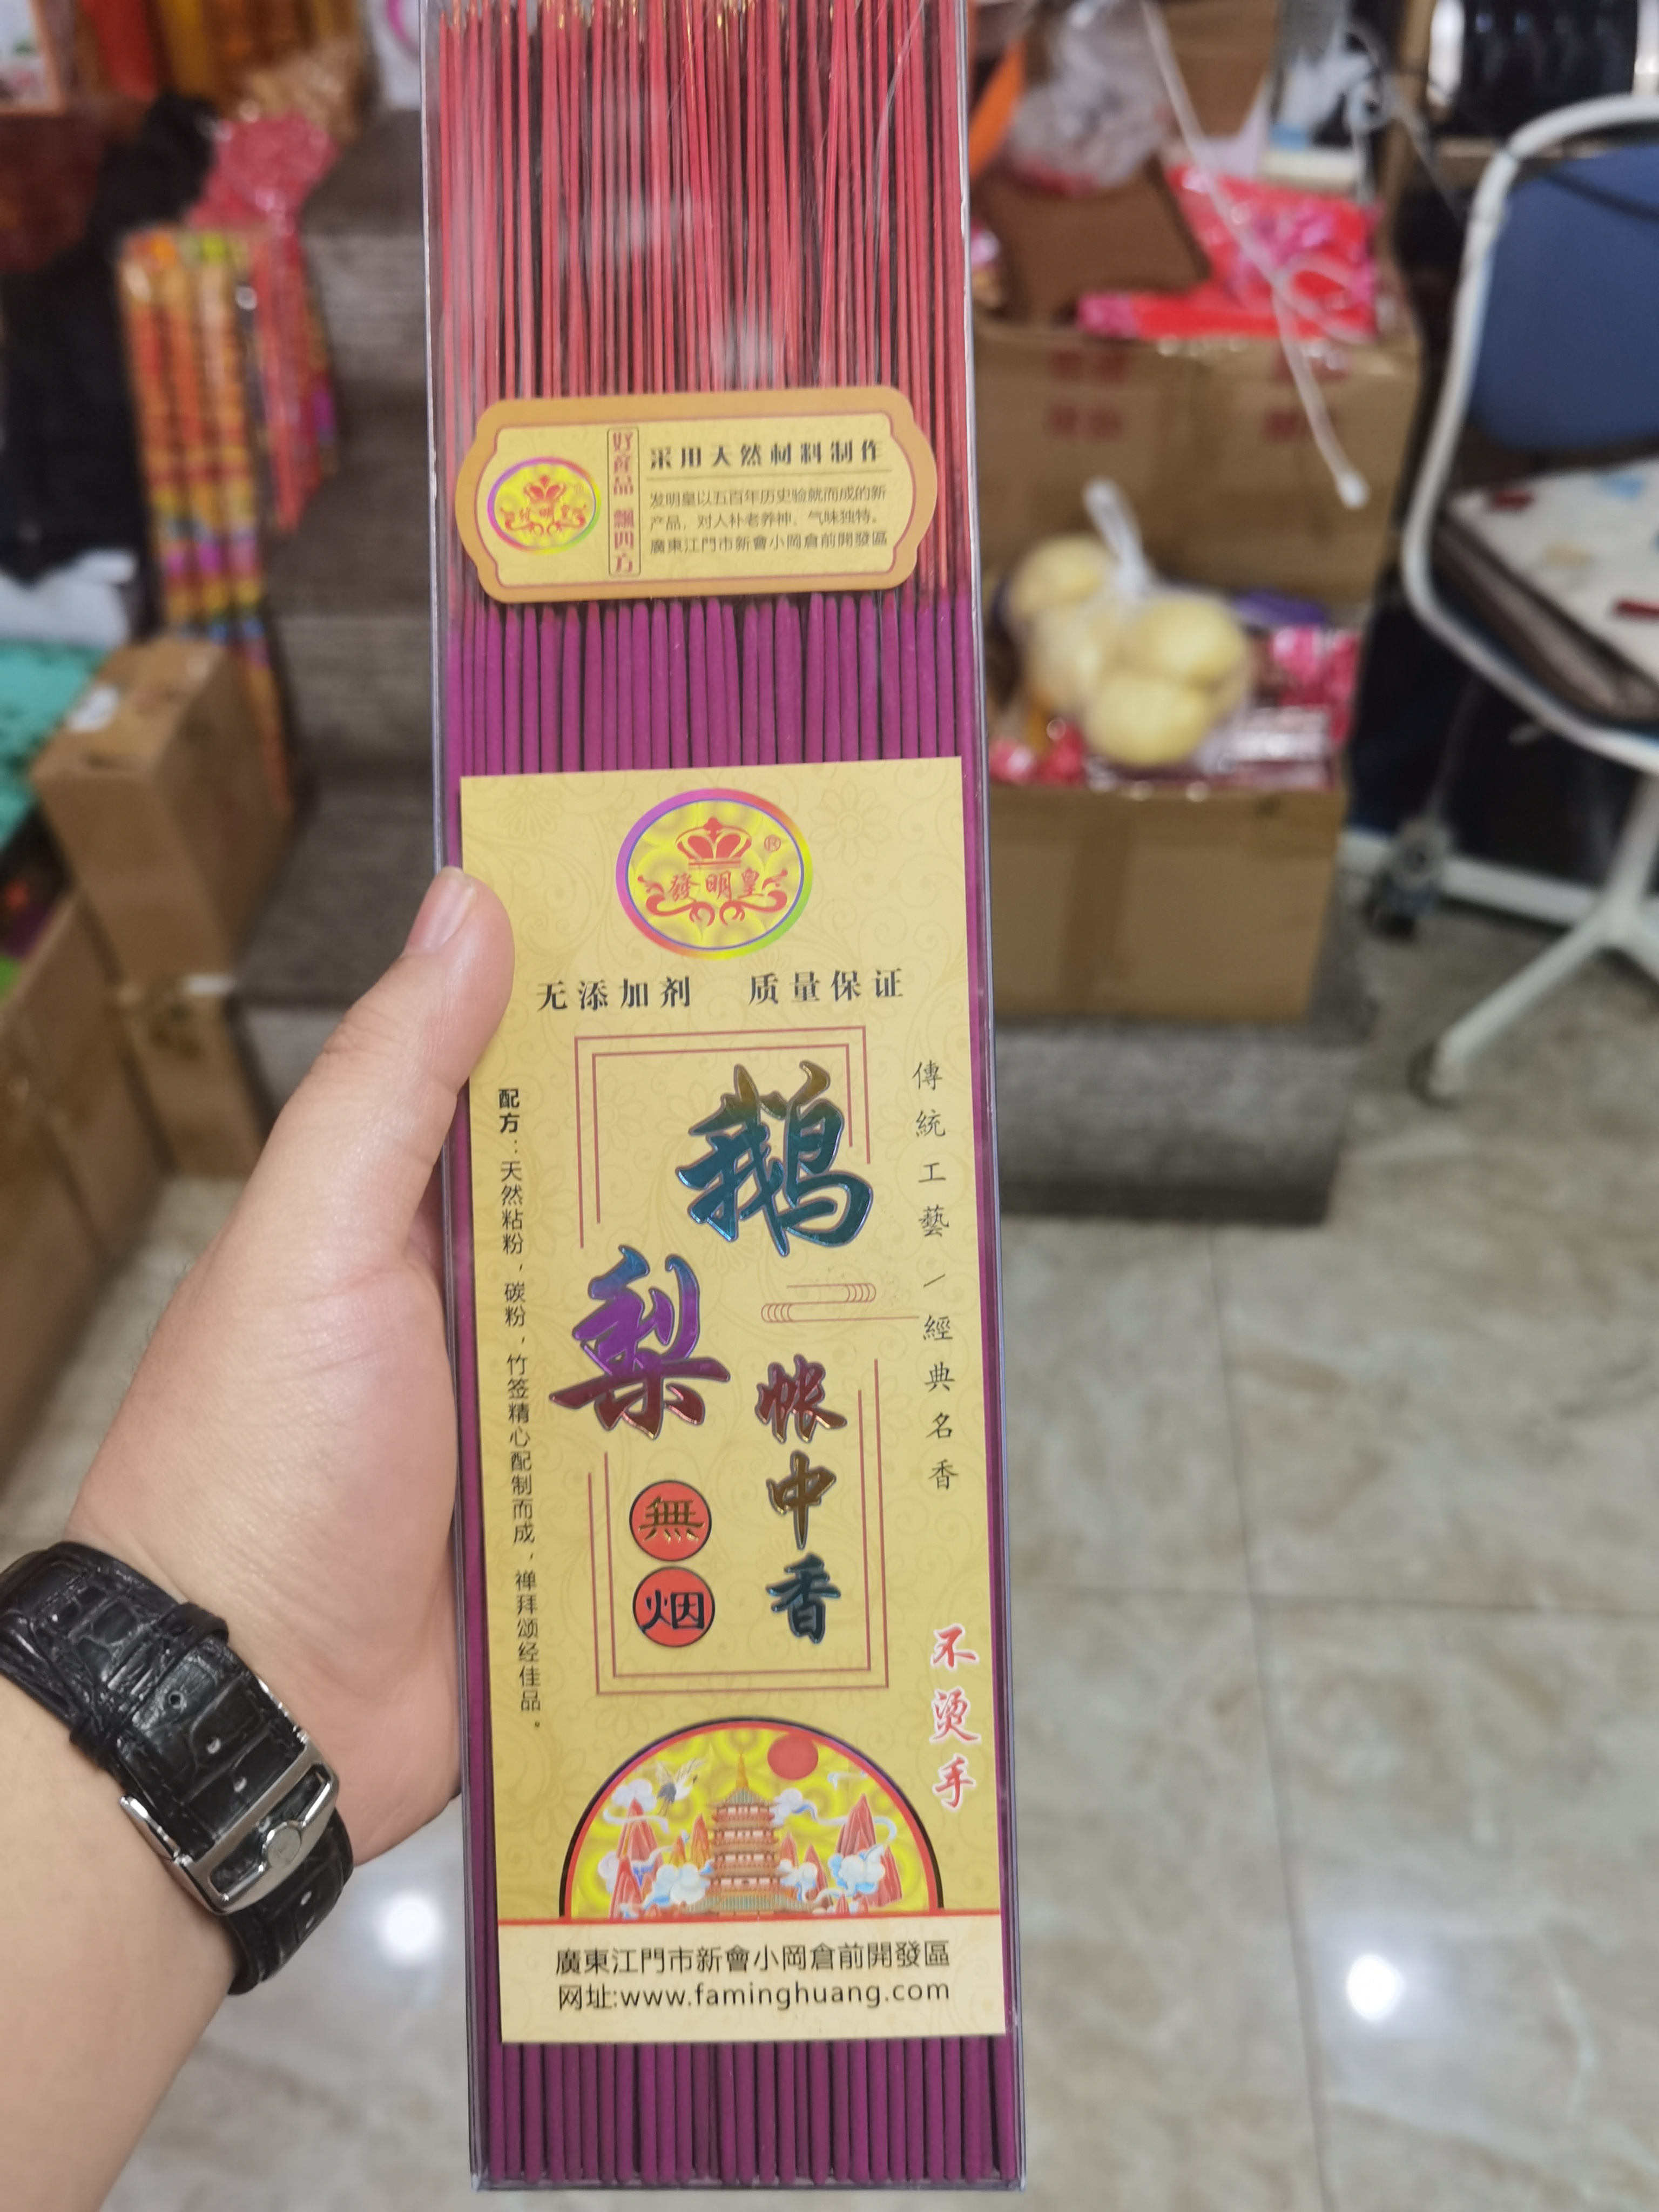 發明皇
好產品 飄四方
采用天然材料制作
发明皇以五百年历史验就而成的新
产品，对人补老养神、气味独特。
廣東江門市新會小岡倉前開發區
發明皇®
无添加剂 质量保证
傳統工藝/經典名香
鹅梨
帐中香
無烟
配方：天然粘粉，碳粉，竹签精心配制而成，禅拜颂经佳品。
不烫手
廣東江門市新會小岡倉前開發區
网址:www.faminghuang.com